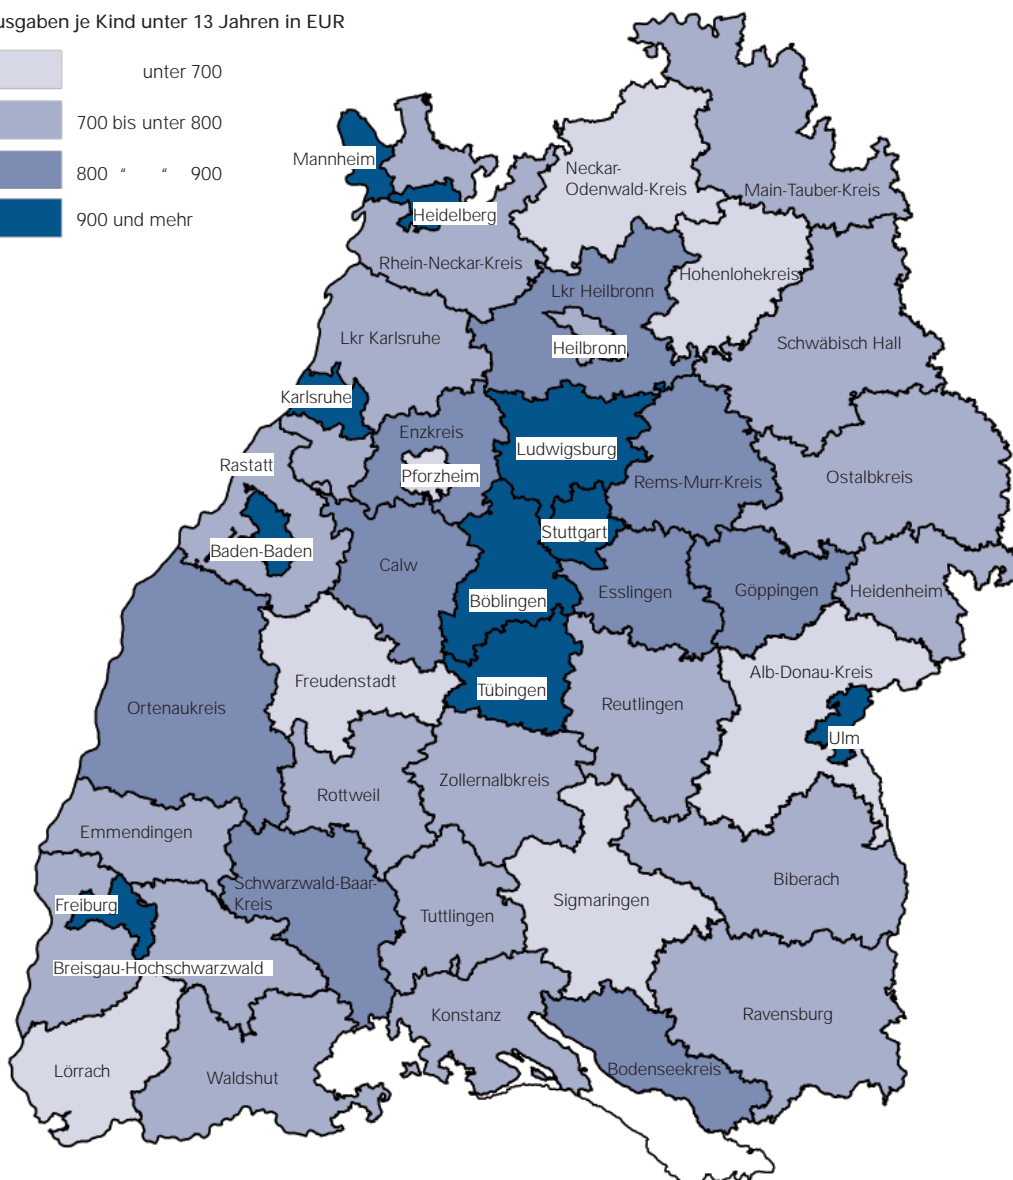 usgaben je Kind unter 13 Jahren in EUR
unter 700
700 bis unter 800
800 “ “ 900
900 und mehr
Mannheim
Neckar-
Odenwald-Kreis
Main-Tauber-Kreis
Heidelberg
Rhein-Neckar-Kreis
Hohenlohekreis
Lkr Heilbronn
Lkr Karlsruhe
Heilbronn
Schwäbisch Hall
Karlsruhe
Enzkreis
Ludwigsburg
Rastatt
Pforzheim
Rems-Murr-Kreis
Ostalbkreis
Stuttgart
Baden-Baden
Calw
Böblingen
Esslingen
Göppingen
Heidenheim
Alb-Donau-Kreis
Freudenstadt
Tübingen
Reutlingen
Ortenaukreis
Ulm
Zollernalbkreis
Rottweil
Emmendingen
Schwarzwald-Baar-
Kreis
Biberach
Freiburg
Sigmaringen
Tuttlingen
Breisgau-Hochschwarzwald
Konstanz
Ravensburg
Lörrach
Waldshut
Bodenseekreis